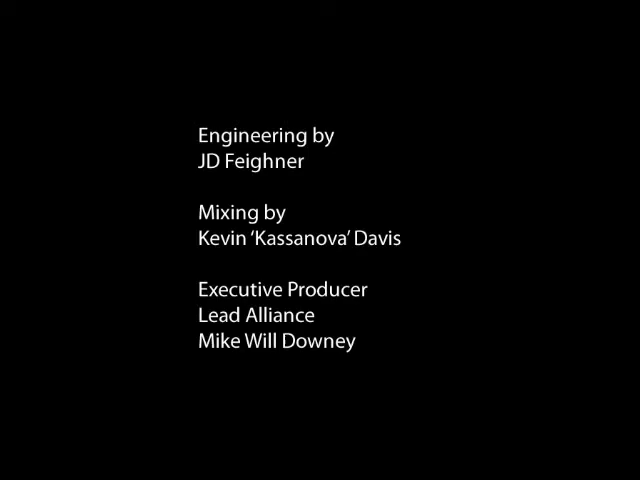 Engineering by
JD Feighner
Mixing by
Kevin ‘Kassanova’ Davis
Executive Producer
Lead Alliance
Mike Will Downey